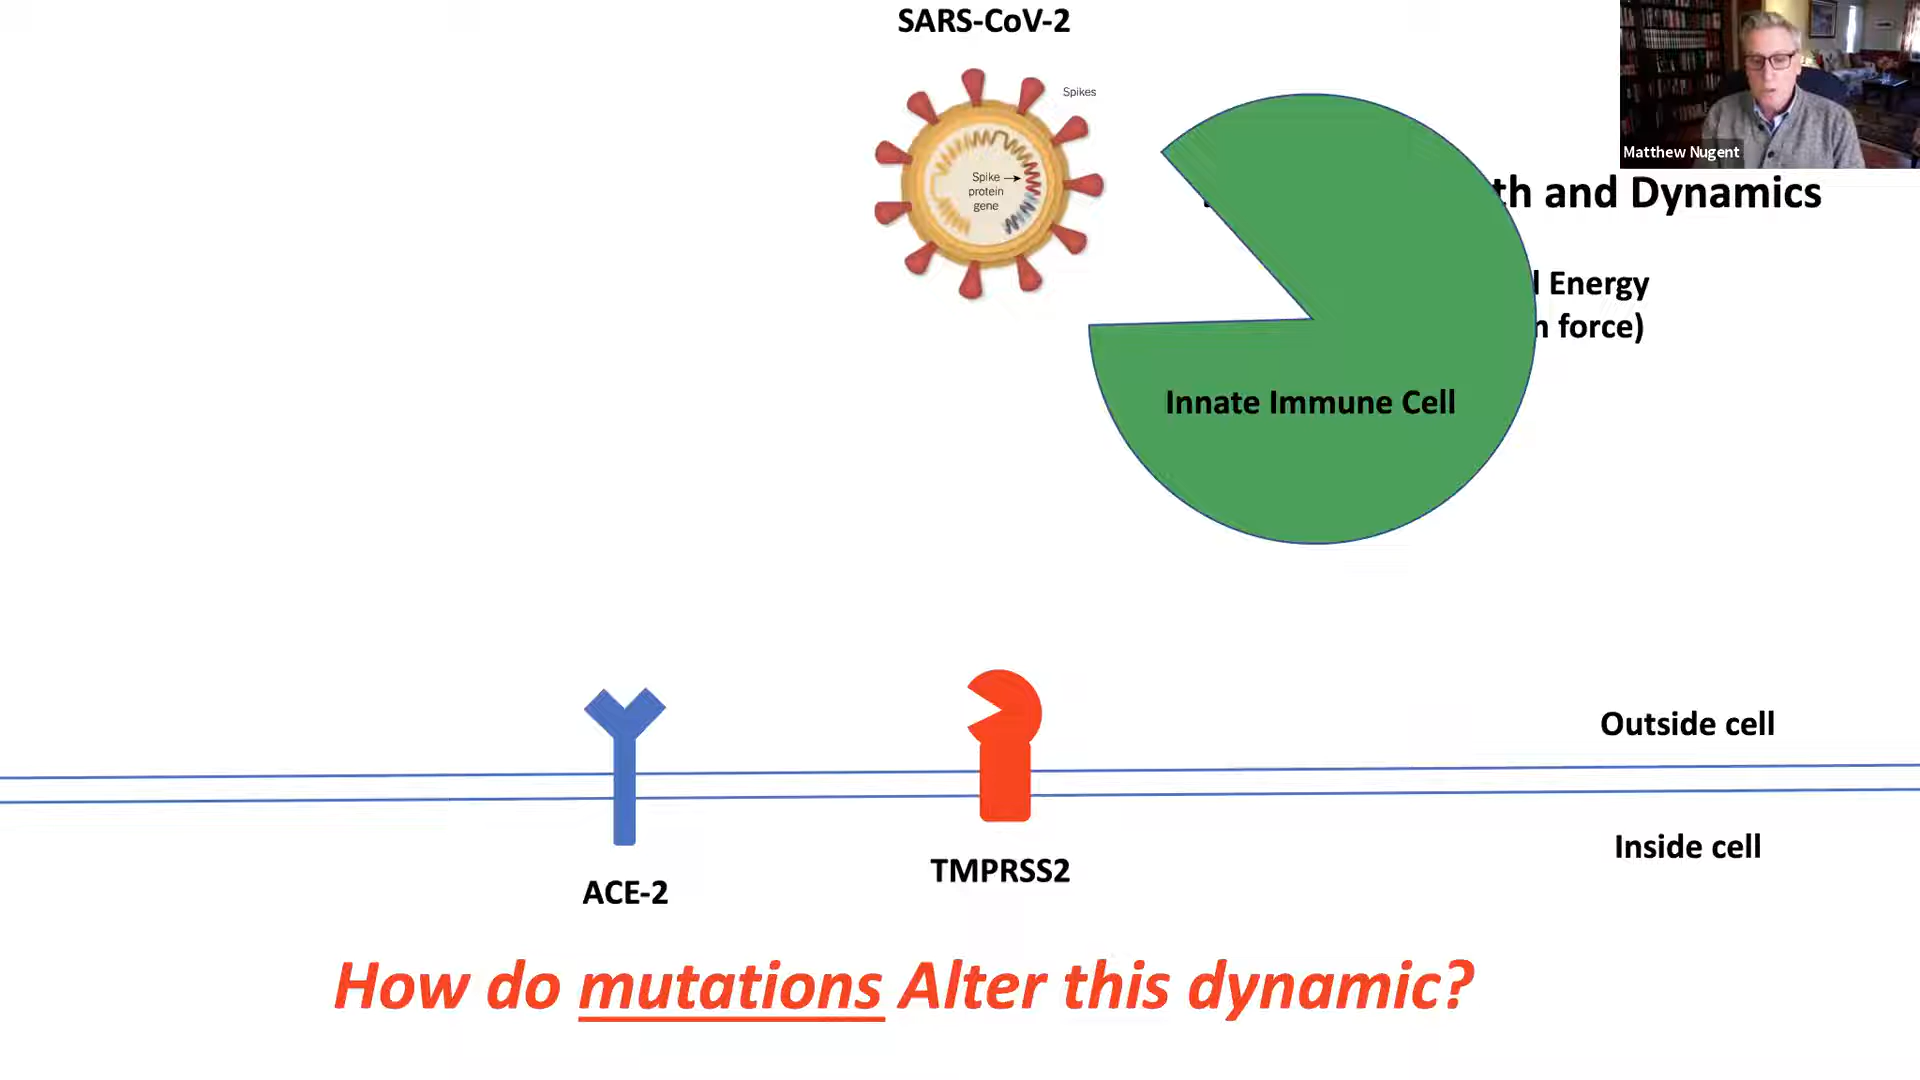 SARS-CoV-2
Spikes
Spike
protein
gene
Matthew Nugent
and Dynamics
Energy
force)
Innate Immune Cell
Outside cell
Inside cell
TMPRSS2
ACE-2
How do mutations Alter this dynamic?